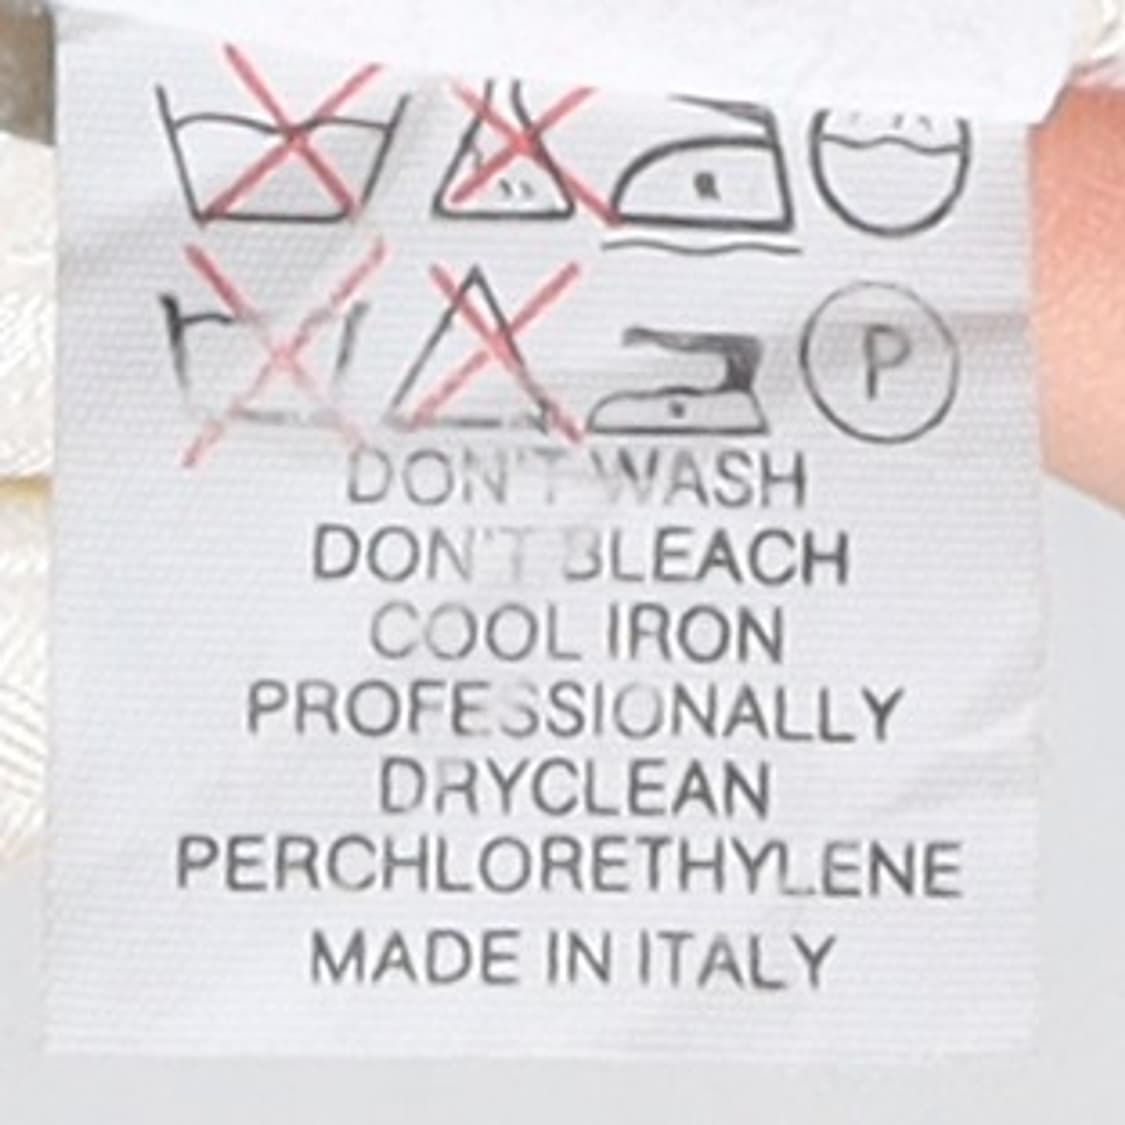 P
DON'T WASH
DON'T BLEACH
COOL IRON
PROFESSIONALLY
DRYCLEAN
PERCHLORETHYLENE
MADE IN ITALY